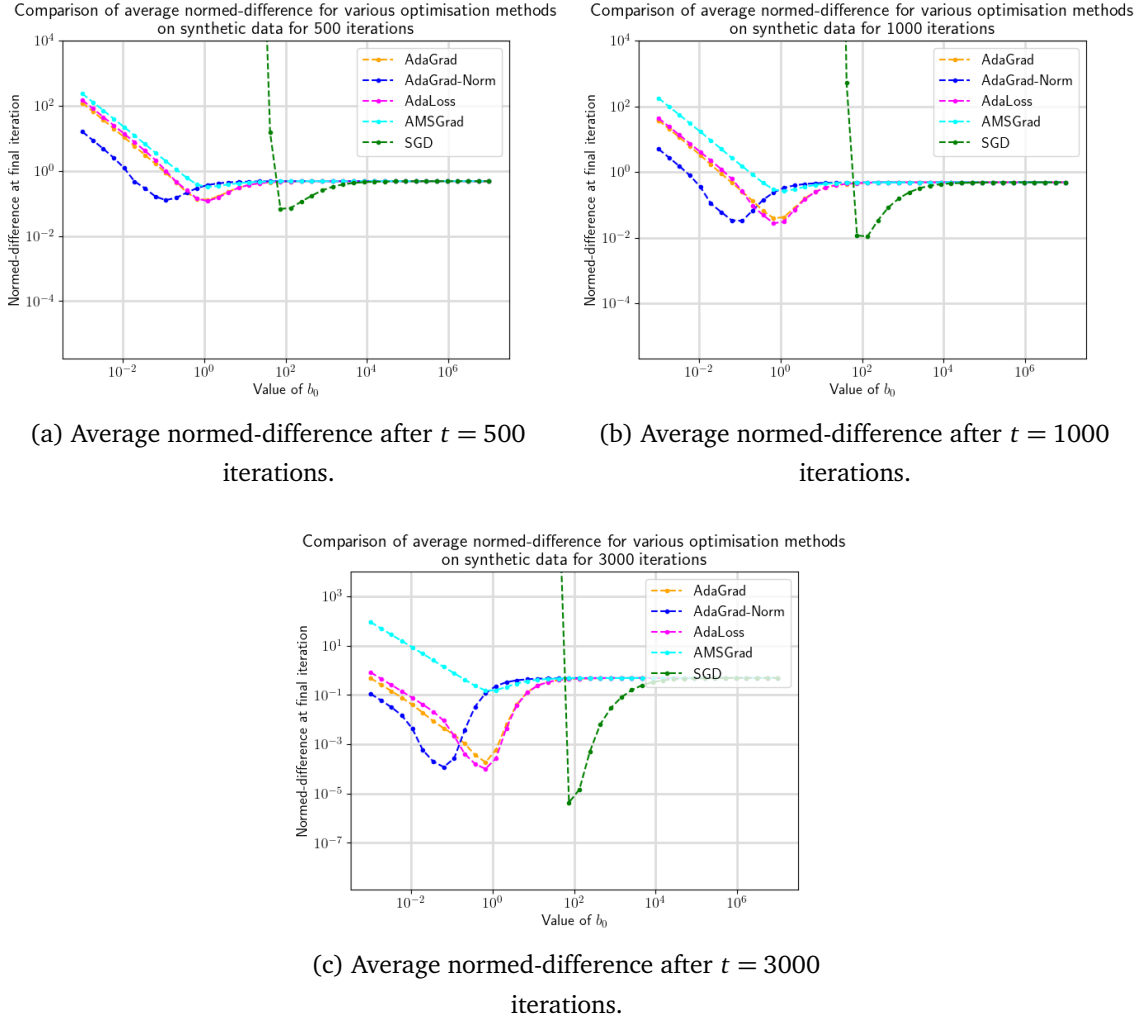 Comparison of average normed-difference for various optimisation methods
on synthetic data for 500 iterations
Normed-difference at final iteration
10^4
10^2
10^0
10^{-2}
10^{-4}
AdaGrad
AdaGrad-Norm
AdaLoss
AMSGrad
SGD
10^{-2}
10^0
10^2
10^4
10^6
Value of b_0
(a) Average normed-difference after t = 500
iterations.
Comparison of average normed-difference for various optimisation methods
on synthetic data for 1000 iterations
Normed-difference at final iteration
10^4
10^2
10^0
10^{-2}
10^{-4}
AdaGrad
AdaGrad-Norm
AdaLoss
AMSGrad
SGD
10^{-2}
10^0
10^2
10^4
10^6
Value of b_0
(b) Average normed-difference after t = 1000
iterations.
Comparison of average normed-difference for various optimisation methods
on synthetic data for 3000 iterations
Normed-difference at final iteration
10^3
10^1
10^{-1}
10^{-3}
10^{-5}
10^{-7}
AdaGrad
AdaGrad-Norm
AdaLoss
AMSGrad
SGD
10^{-2}
10^0
10^2
10^4
10^6
Value of b_0
(c) Average normed-difference after t = 3000
iterations.